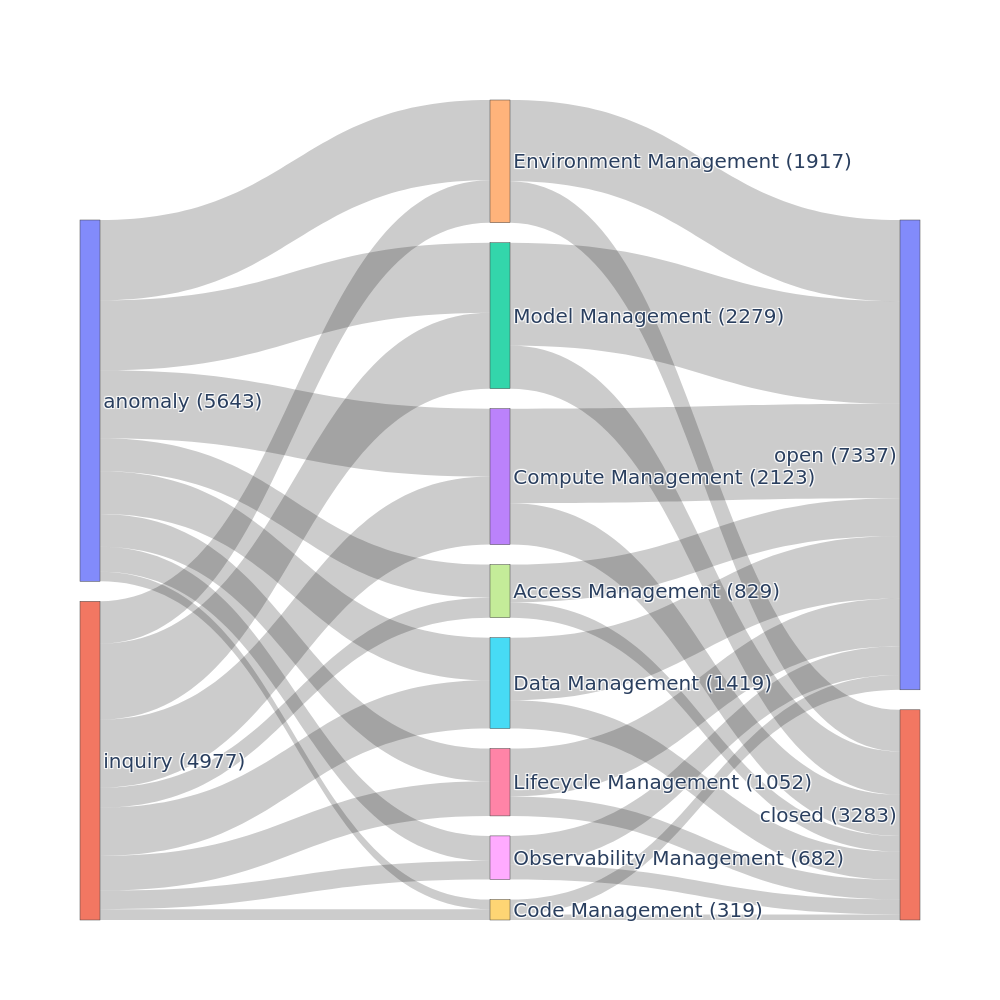 Environment Management (1917)
Model Management (2279)
anomaly (5643)
open (7337)
Compute Management (2123)
Access Management (829)
Data Management (1419)
inquiry (4977)
Lifecycle Management (1052)
closed (3283)
Observability Management (682)
Code Management (319)